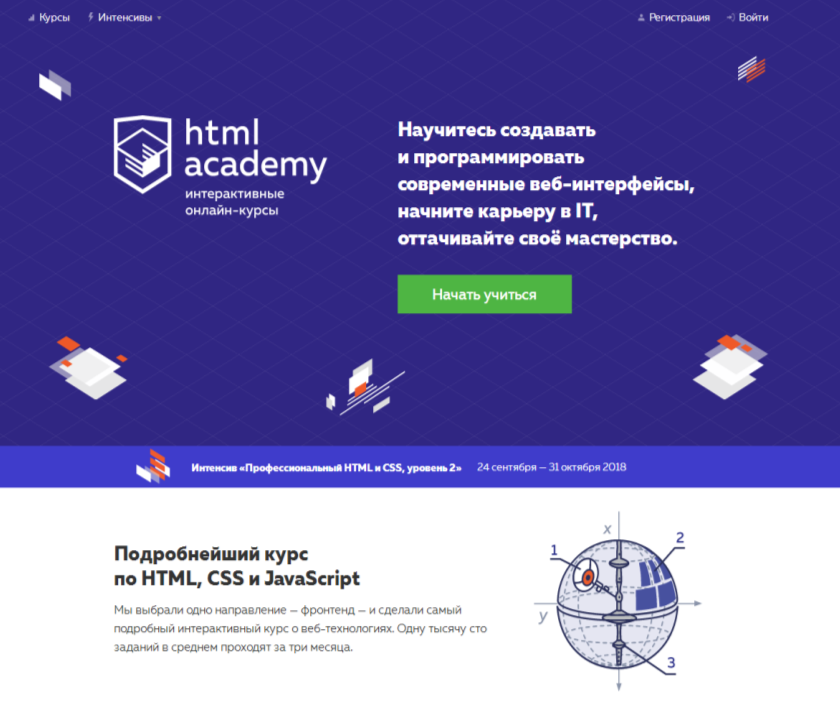 Курсы Интенсивы Регистрация Войти
html
academy
интерактивные
онлайн-курсы
Научитесь создавать
и программировать
современные веб-интерфейсы,
начните карьеру в IT,
оттачивайте своё мастерство.
Начать учиться
Интенсив «Профессиональный HTML и CSS, уровень 2» 24 сентября — 31 октября 2018
Подробнейший курс
по HTML, CSS и JavaScript
Мы выбрали одно направление — фронтенд — и сделали самый
подробный интерактивный курс о веб-технологиях. Одну тысячу сто
заданий в среднем проходят за три месяца.
x
1
2
y
3